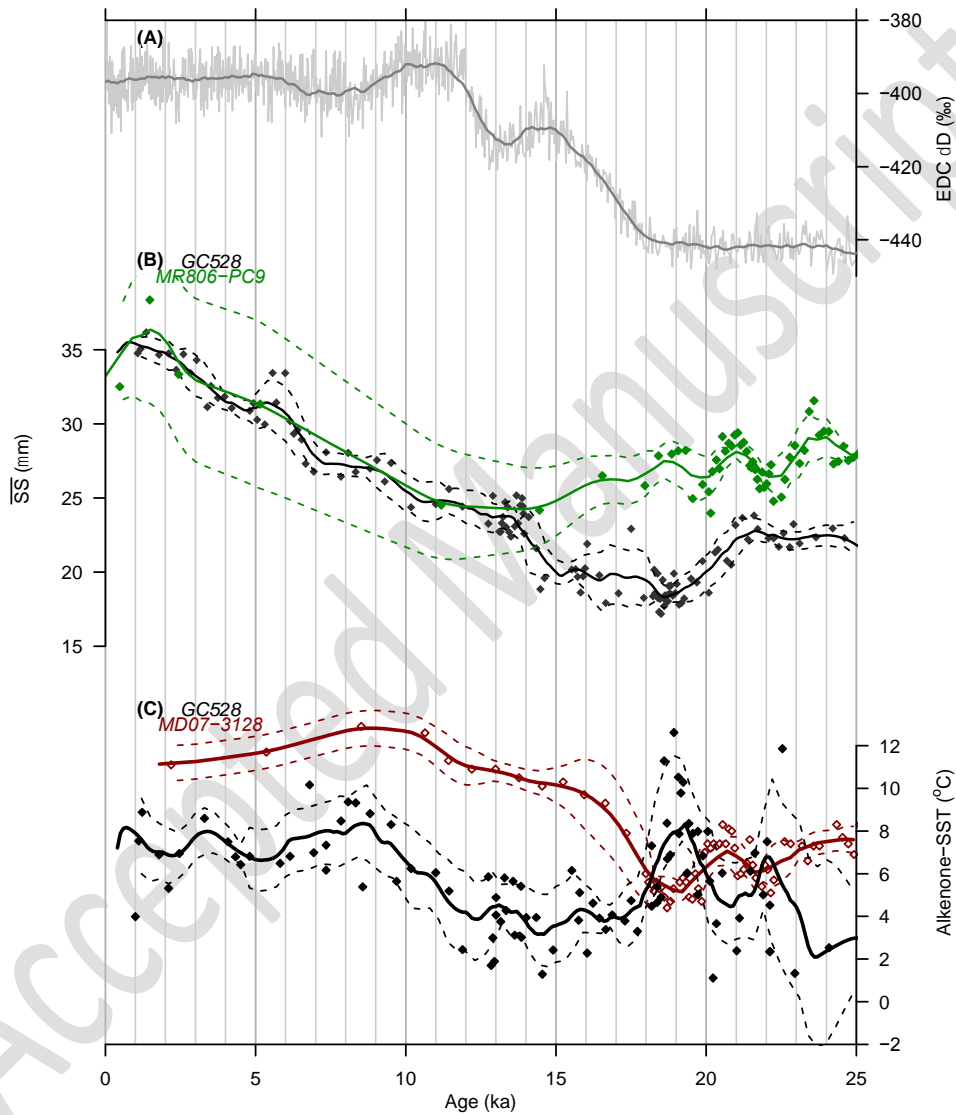 −380
(A)
−400
−420
−440
EDC dD (‰)
(B)
GC528
MR806−PC9
35
30
25
20
15
SS (mm)
(C)
GC528
MD07−3128
12
10
8
6
4
2
0
−2
Alkenone−SST (°C)
0 5 10 15 20 25
Age (ka)
Accepted Manuscript